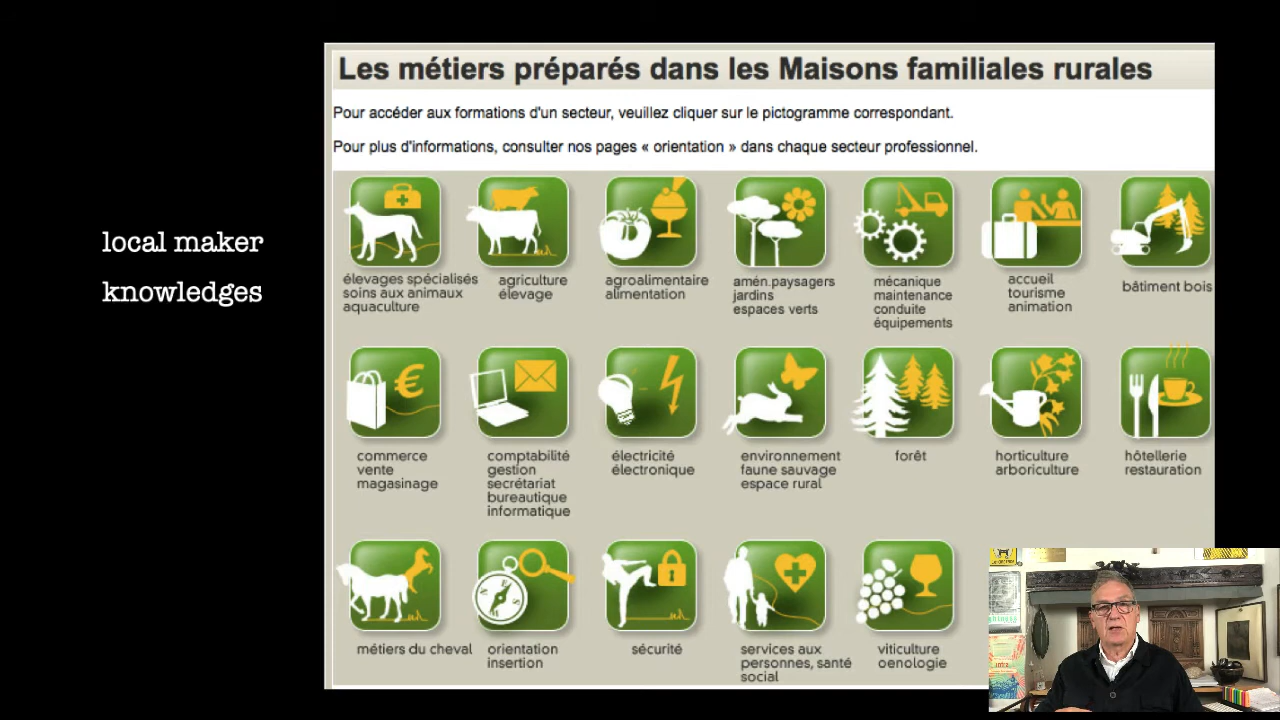 local maker
knowledges
Les métiers préparés dans les Maisons familiales rurales
Pour accéder aux formations d'un secteur, veuillez cliquer sur le pictogramme correspondant.
Pour plus d'informations, consulter nos pages « orientation » dans chaque secteur professionnel.
élevages spécialisés
soins aux animaux
aquaculture
agriculture
élevage
agroalimentaire
alimentation
amén.paysagers
jardins
espaces verts
mécanique
maintenance
conduite
équipements
accueil
tourisme
animation
bâtiment bois
commerce
vente
magasinage
comptabilité
gestion
secrétariat
bureautique
informatique
électricité
électronique
environnement
faune sauvage
espace rural
forêt
horticulture
arboriculture
hôtellerie
restauration
métiers du cheval
orientation
insertion
sécurité
services aux
personnes, santé
social
viticulture
oenologie